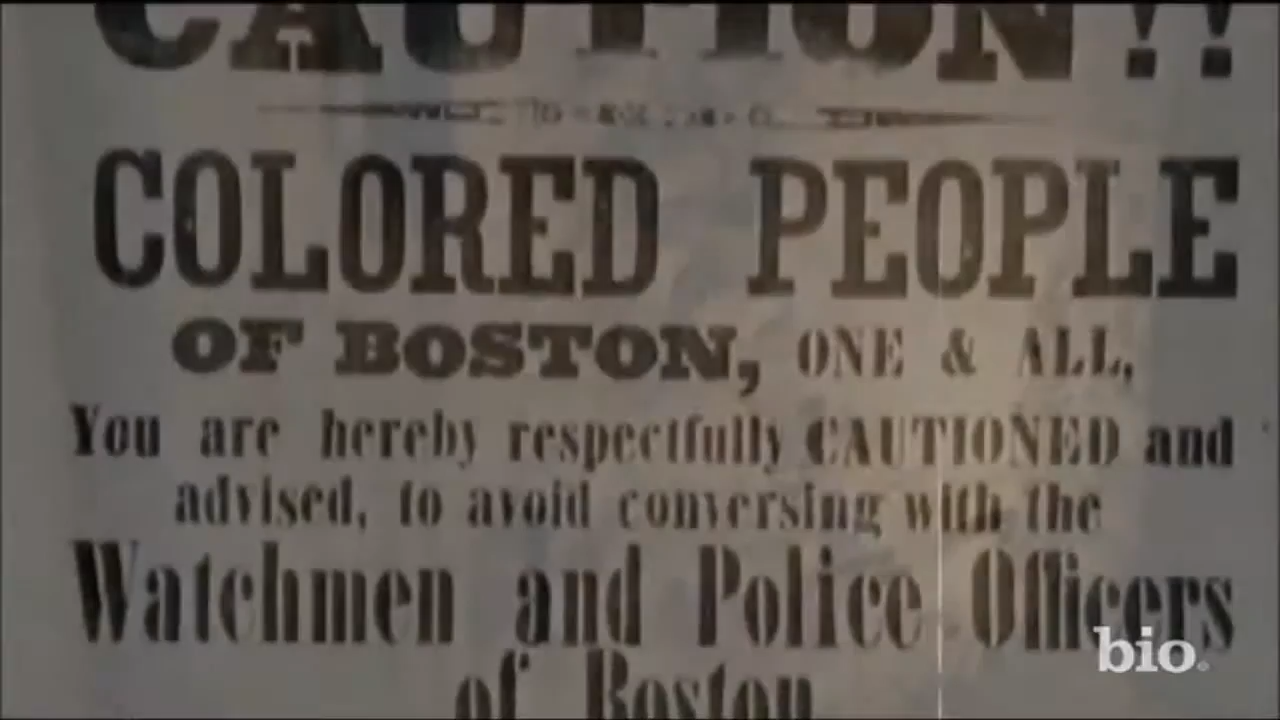 CAUTION!!
COLORED PEOPLE
OF BOSTON, ONE & ALL,
You are hereby respectfully CAUTIONED and
advised, to avoid conversing with the
Watchmen and Police Officers
of Boston
bio.